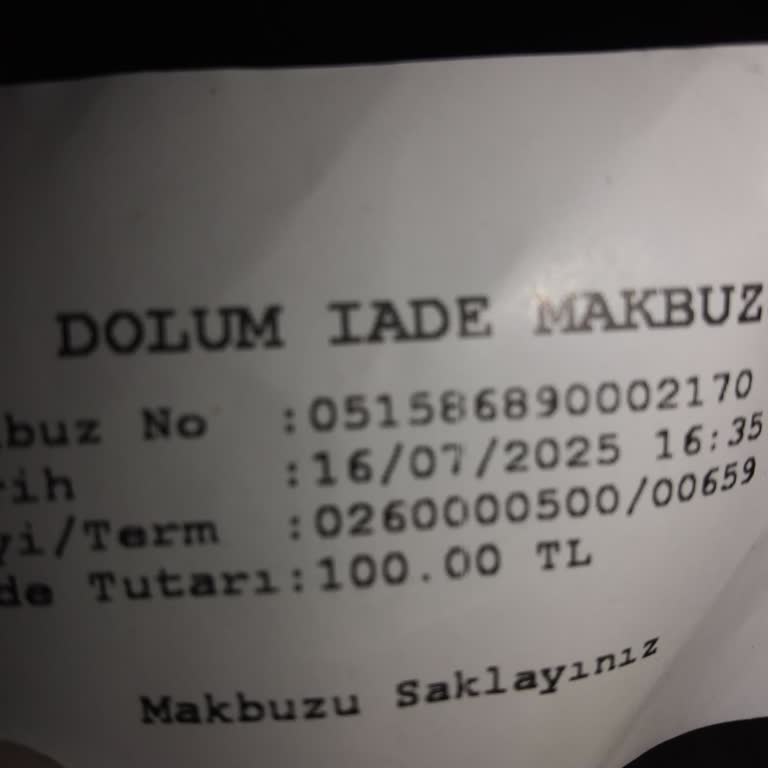 DOLUM IADE MAKBUZ
buz No :051586890002170
rih :16/07/2025 16:35
yi/Term :0260000500/00659
de Tutarı:100.00 TL
Makbuzu Saklayınız